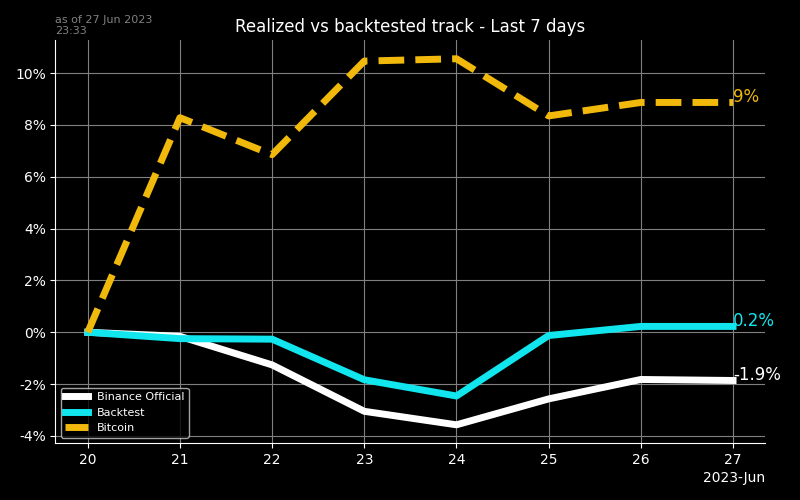 as of 27 Jun 2023
23:33
Realized vs backtested track - Last 7 days
10%
8%
6%
4%
2%
0%
-2%
-4%
9%
0.2%
-1.9%
Binance Official
Backtest
Bitcoin
20 21 22 23 24 25 26 27
2023-Jun